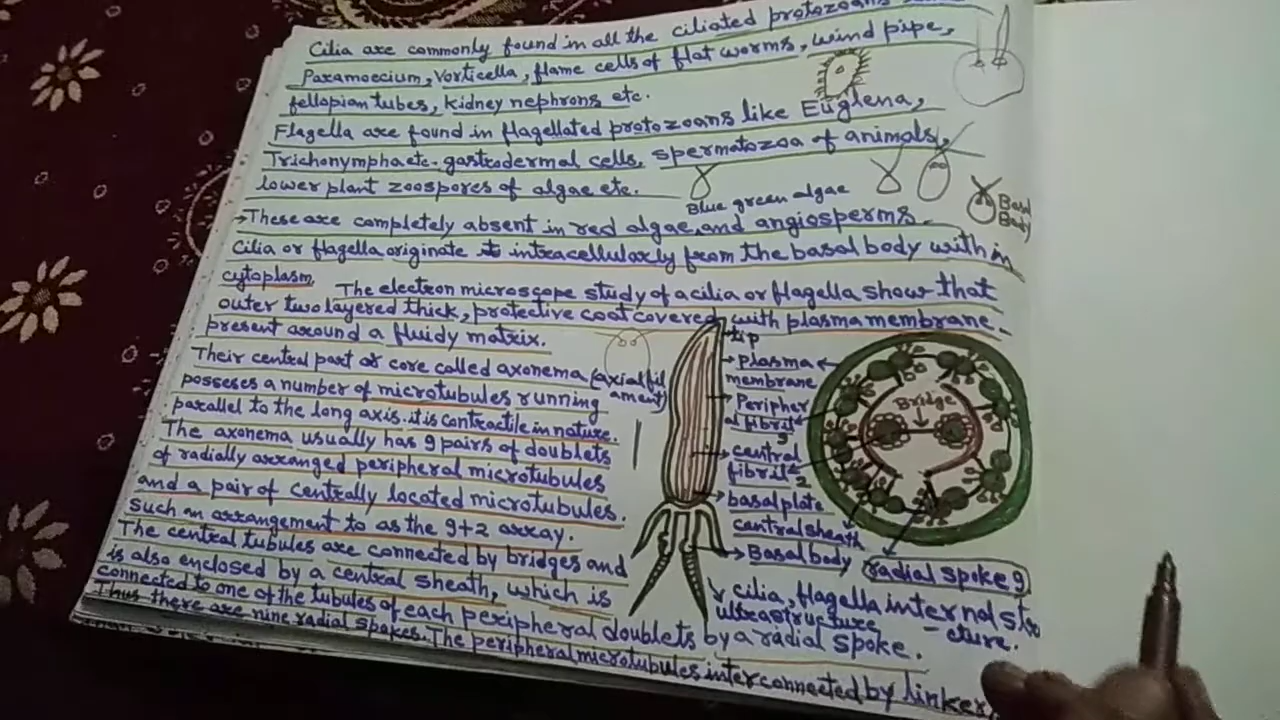 Cilia are commonly found in all the ciliated protozoans
Paramoecium, Vorticella, flame cells of flat worms, wind pipe,
fellopian tubes, kidney nephrons etc.
Flagella are found in flagellated protozoans like Euglena,
Trichonympha etc. gastrodermal cells, spermatozoa of animals,
lower plant zoospores of algae etc.
Blue green algae
Basal
Body
→These are completely absent in red algae, and angiosperms.
Cilia or flagella originate intracellularly from the basal body within
cytoplasm. The electron microscope study of a cilia or flagella show that
outer two layered thick, protective coat covered with plasma membrane
present around a fluidy matrix.
Their central part or core called axonema (axial fil
ament)
posseses a number of microtubules running
parallel to the long axis. it is contractile in nature.
The axonema usually has 9 pairs of doublets
of radially arranged peripheral microtubules
and a pair of centrally located microtubules.
Such an arrangement to as the 9+2 array.
The central tubules are connected by bridges and
is also enclosed by a central sheath, which is
connected to one of the tubules of each peripheral doublets by a radial spoke.
Thus there are nine radial spokes. The peripheral microtubules interconnected by linker
tip
plasma
membrane
Peripher
al fibril
9
central
fibril 2
basal plate
central sheath
Basal body
Bridge
radial spoke 9
cilia, flagella internal stru
ultrastructure - cture.